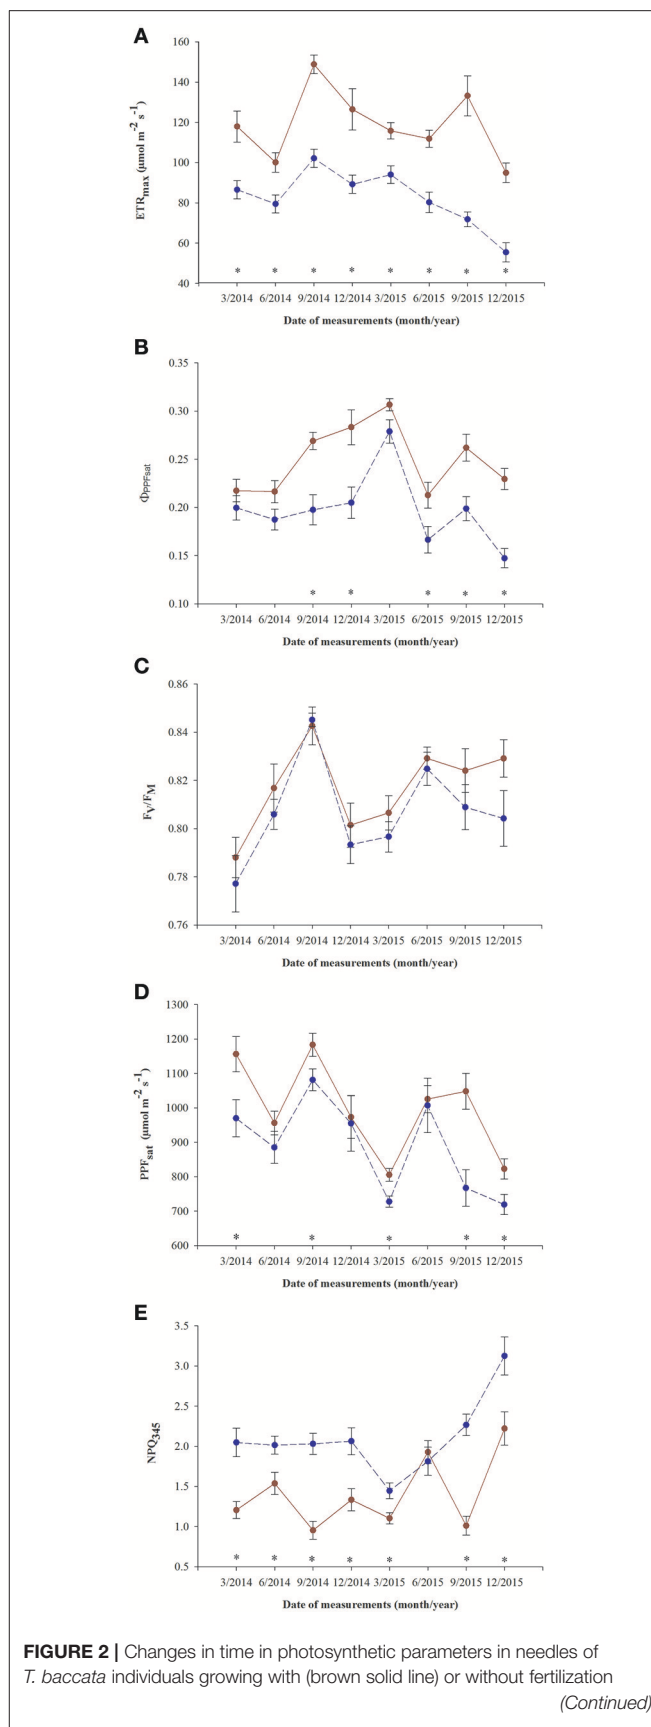 A
160
140
120
100
80
60
40
ETRmax (μmol m-2 s-1)
* * * * * * * *
3/2014 6/2014 9/2014 12/2014 3/2015 6/2015 9/2015 12/2015
Date of measurements (month/year)
B
0.35
0.30
0.25
0.20
0.15
0.10
ΦPPFsat
* * * * *
3/2014 6/2014 9/2014 12/2014 3/2015 6/2015 9/2015 12/2015
Date of measurements (month/year)
C
0.86
0.84
0.82
0.80
0.78
0.76
FV/FM
3/2014 6/2014 9/2014 12/2014 3/2015 6/2015 9/2015 12/2015
Date of measurements (month/year)
D
1300
1200
1100
1000
900
800
700
600
PPFsat (μmol m-2 s-1)
* * * * *
3/2014 6/2014 9/2014 12/2014 3/2015 6/2015 9/2015 12/2015
Date of measurements (month/year)
E
3.5
3.0
2.5
2.0
1.5
1.0
0.5
NPQ345
* * * * * * *
3/2014 6/2014 9/2014 12/2014 3/2015 6/2015 9/2015 12/2015
Date of measurements (month/year)
FIGURE 2 | Changes in time in photosynthetic parameters in needles of
T. baccata individuals growing with (brown solid line) or without fertilization
(Continued)